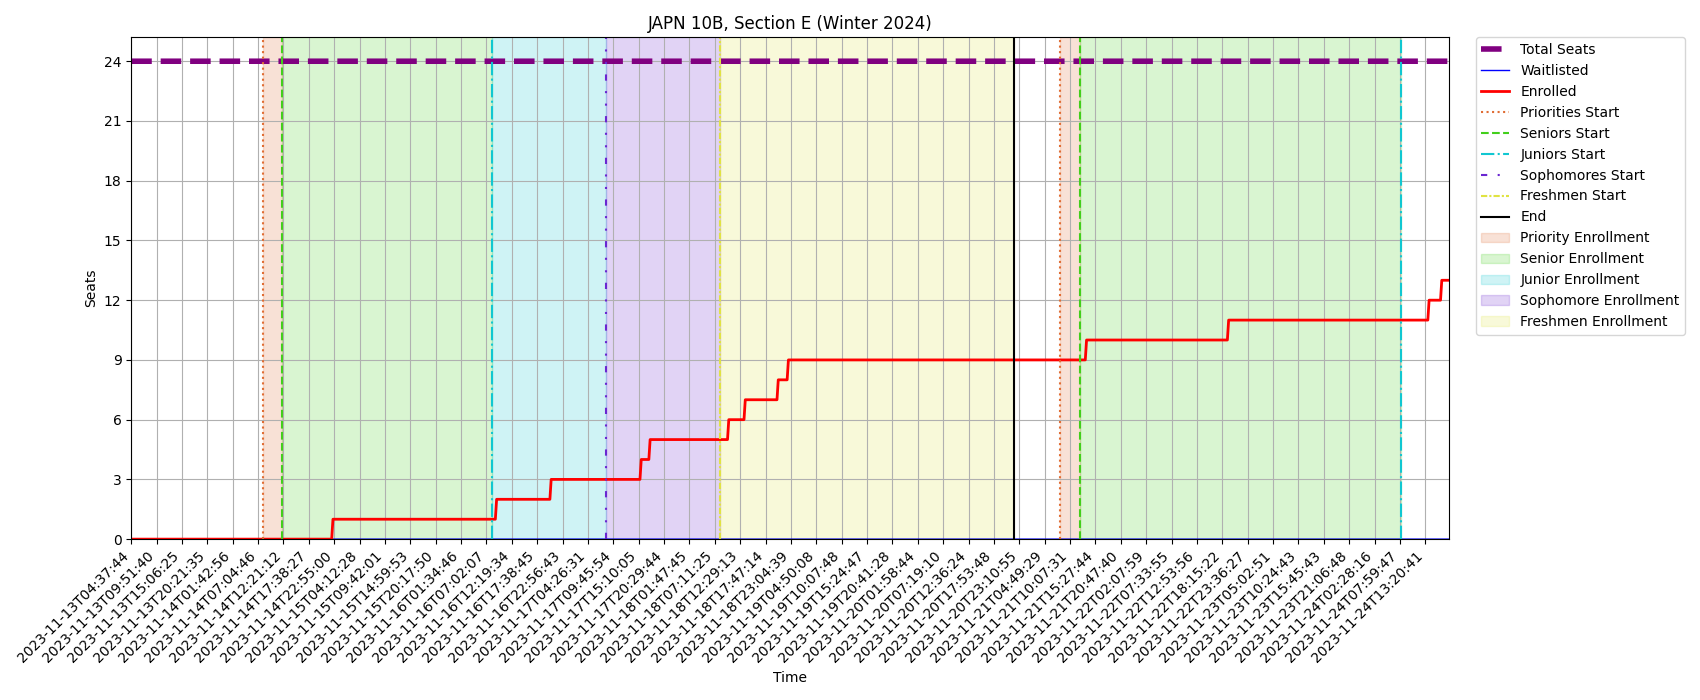 JAPN 10B, Section E (Winter 2024)
Seats
24
21
18
15
12
9
6
3
0
2023-11-13T04:37:44
2023-11-13T09:51:40
2023-11-13T15:06:25
2023-11-13T20:21:35
2023-11-14T01:42:56
2023-11-14T07:04:46
2023-11-14T12:21:12
2023-11-14T17:38:27
2023-11-14T22:55:00
2023-11-15T04:12:28
2023-11-15T09:42:01
2023-11-15T14:59:53
2023-11-15T20:17:50
2023-11-16T01:34:46
2023-11-16T07:02:07
2023-11-16T12:19:34
2023-11-16T17:38:45
2023-11-16T22:56:43
2023-11-17T04:26:31
2023-11-17T09:45:54
2023-11-17T15:10:05
2023-11-17T20:29:44
2023-11-18T01:47:45
2023-11-18T07:11:25
2023-11-18T12:29:13
2023-11-18T17:47:14
2023-11-18T23:04:39
2023-11-19T04:50:08
2023-11-19T10:07:48
2023-11-19T15:24:47
2023-11-19T20:41:28
2023-11-20T01:58:44
2023-11-20T07:19:10
2023-11-20T12:36:24
2023-11-20T17:53:48
2023-11-20T23:10:55
2023-11-21T04:49:29
2023-11-21T10:07:31
2023-11-21T15:27:44
2023-11-21T20:47:40
2023-11-22T02:07:59
2023-11-22T07:33:55
2023-11-22T12:53:56
2023-11-22T18:15:22
2023-11-22T23:36:27
2023-11-23T05:02:51
2023-11-23T10:24:43
2023-11-23T15:45:43
2023-11-23T21:06:48
2023-11-24T02:28:16
2023-11-24T07:59:47
2023-11-24T13:20:41
Time
Total Seats
Waitlisted
Enrolled
Priorities Start
Seniors Start
Juniors Start
Sophomores Start
Freshmen Start
End
Priority Enrollment
Senior Enrollment
Junior Enrollment
Sophomore Enrollment
Freshmen Enrollment